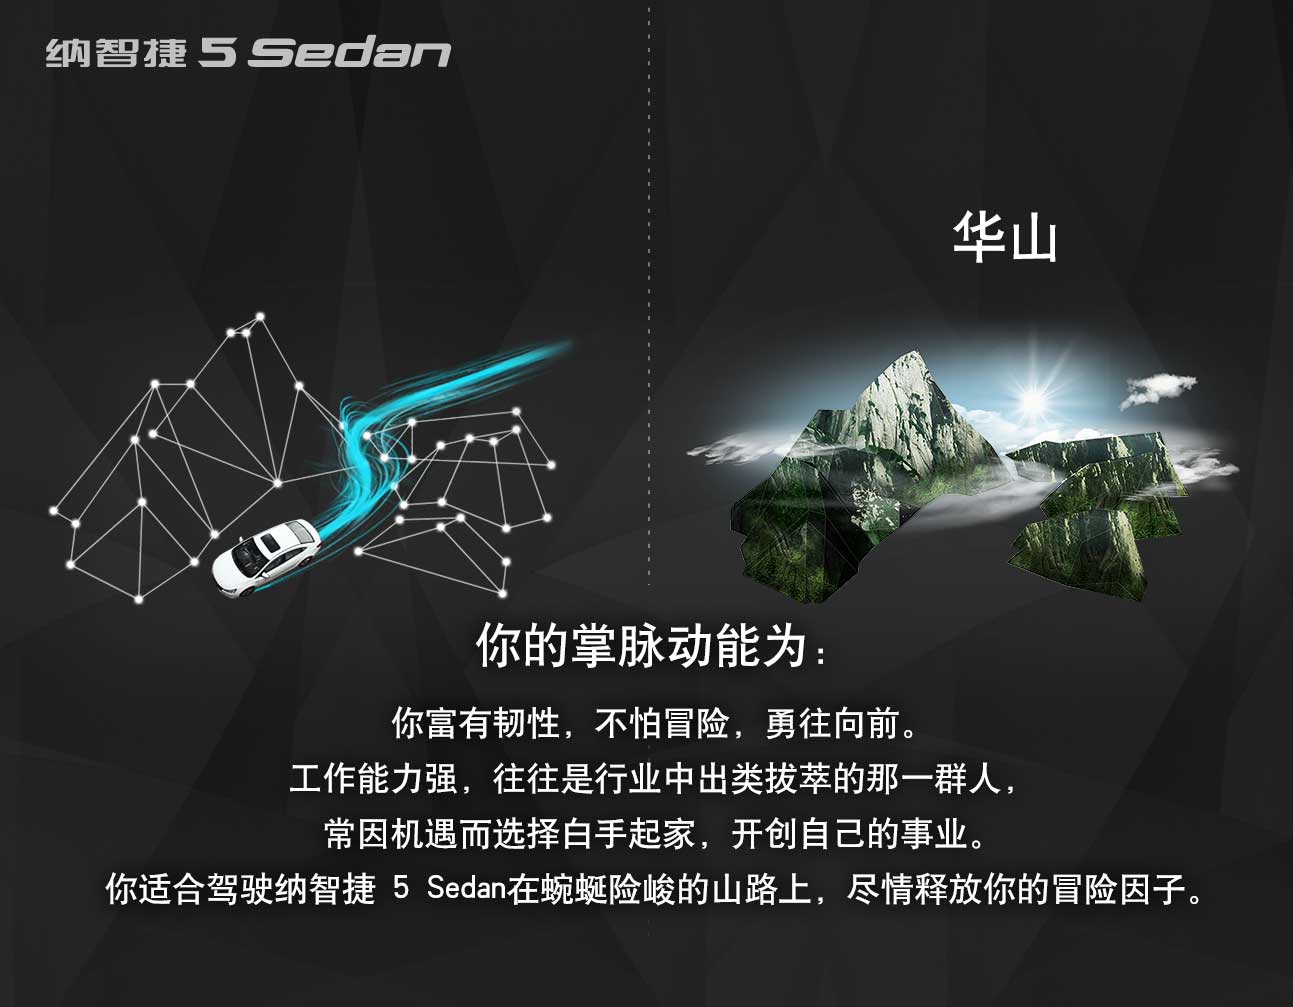 纳智捷 5 Sedan
华山
你的掌脉动能为：
你富有韧性，不怕冒险，勇往向前。
工作能力强，往往是行业中出类拔萃的那一群人，
常因机遇而选择白手起家，开创自己的事业。
你适合驾驶纳智捷 5 Sedan在蜿蜒险峻的山路上，尽情释放你的冒险因子。